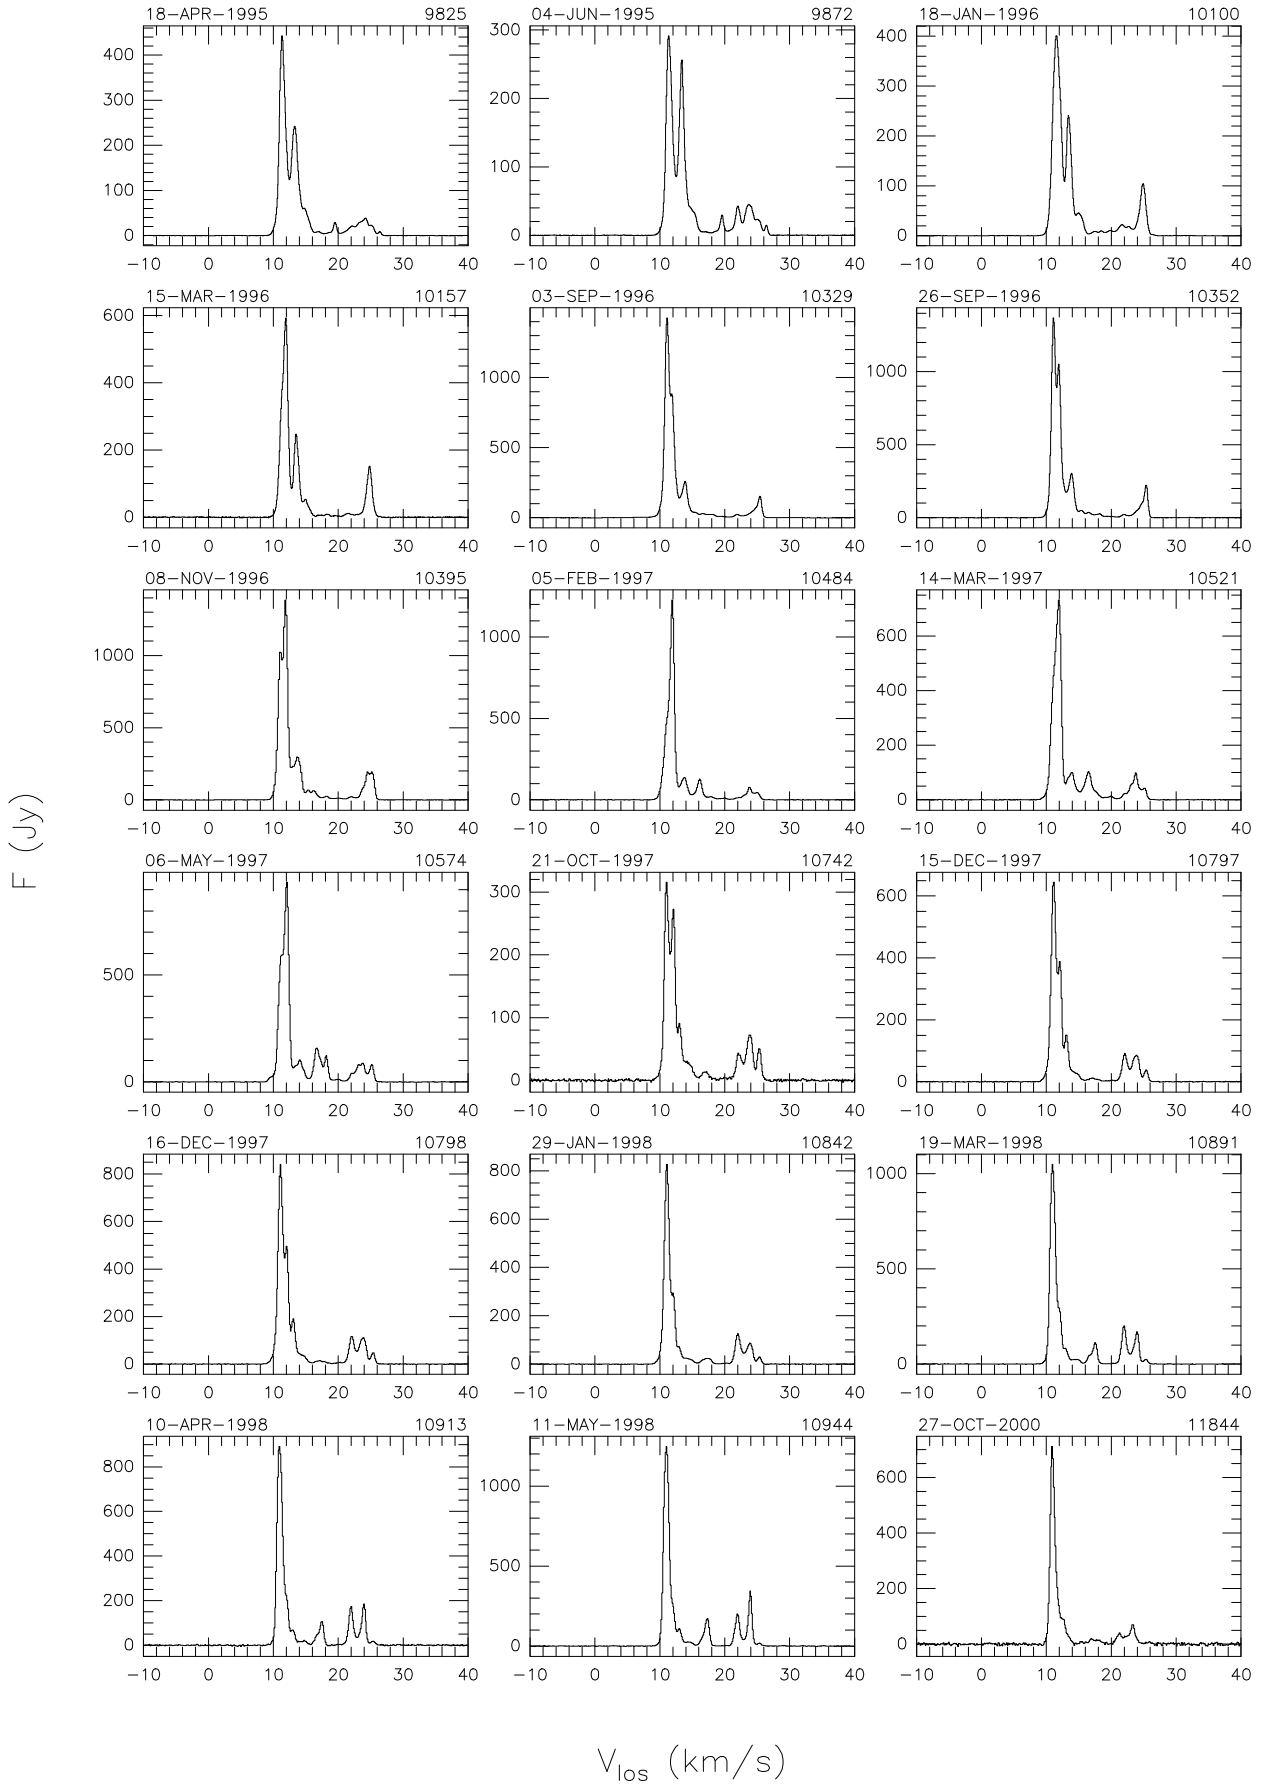 18-APR-1995 9825 04-JUN-1995 9872 18-JAN-1996 10100
400 300 200 100 0
300 200 100 0
400 300 200 100 0
-10 0 10 20 30 40 -10 0 10 20 30 40 -10 0 10 20 30 40
15-MAR-1996 10157 03-SEP-1996 10329 26-SEP-1996 10352
600 400 200 0
1000 500 0
1000 500 0
-10 0 10 20 30 40 -10 0 10 20 30 40 -10 0 10 20 30 40
08-NOV-1996 10395 05-FEB-1997 10484 14-MAR-1997 10521
1000 500 0
1000 500 0
600 400 200 0
-10 0 10 20 30 40 -10 0 10 20 30 40 -10 0 10 20 30 40
F (Jy)
06-MAY-1997 10574 21-OCT-1997 10742 15-DEC-1997 10797
500 0
300 200 100 0
600 400 200 0
-10 0 10 20 30 40 -10 0 10 20 30 40 -10 0 10 20 30 40
16-DEC-1997 10798 29-JAN-1998 10842 19-MAR-1998 10891
800 600 400 200 0
800 600 400 200 0
1000 500 0
-10 0 10 20 30 40 -10 0 10 20 30 40 -10 0 10 20 30 40
10-APR-1998 10913 11-MAY-1998 10944 27-OCT-2000 11844
800 600 400 200 0
1000 500 0
600 400 200 0
-10 0 10 20 30 40 -10 0 10 20 30 40 -10 0 10 20 30 40
Vlos (km/s)